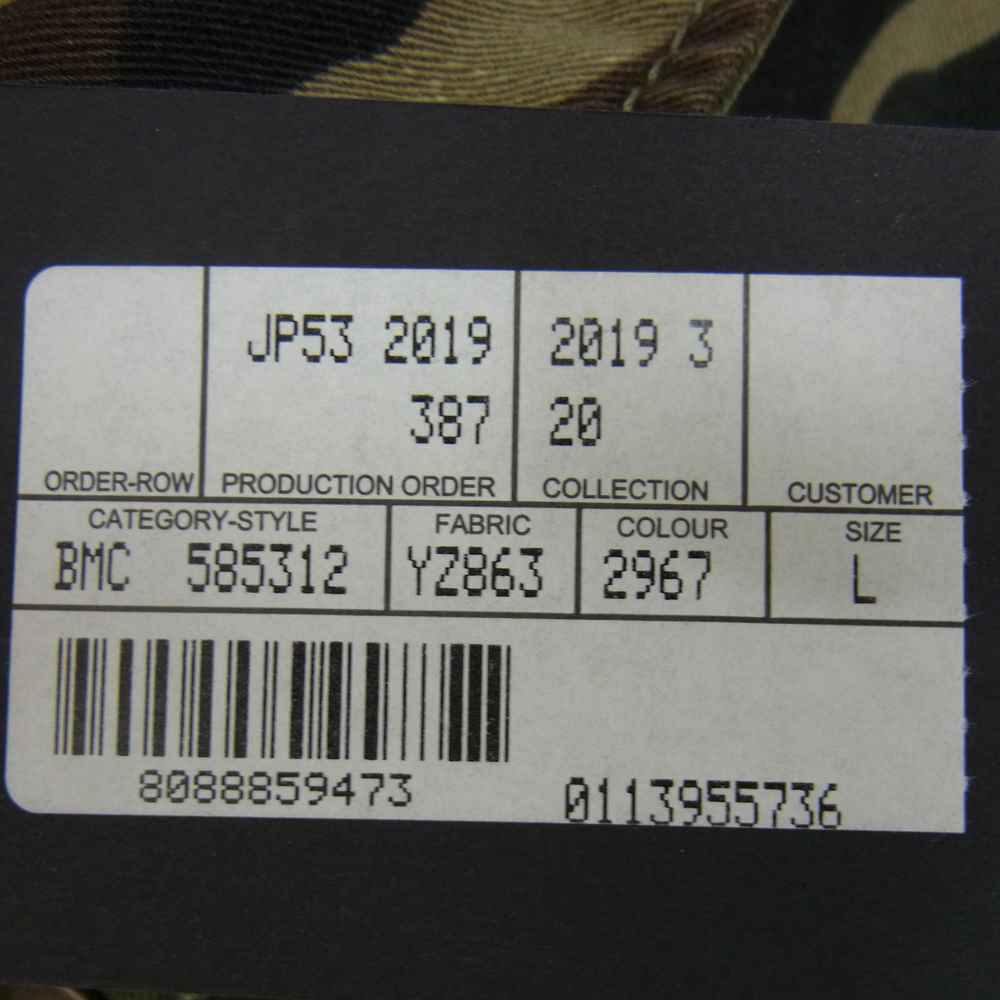 JP53 2019 2019 3
387 20
ORDER-ROW PRODUCTION ORDER COLLECTION CUSTOMER
CATEGORY-STYLE FABRIC COLOUR SIZE
BMC 585312 YZ863 2967 L
8088859473 0113955736